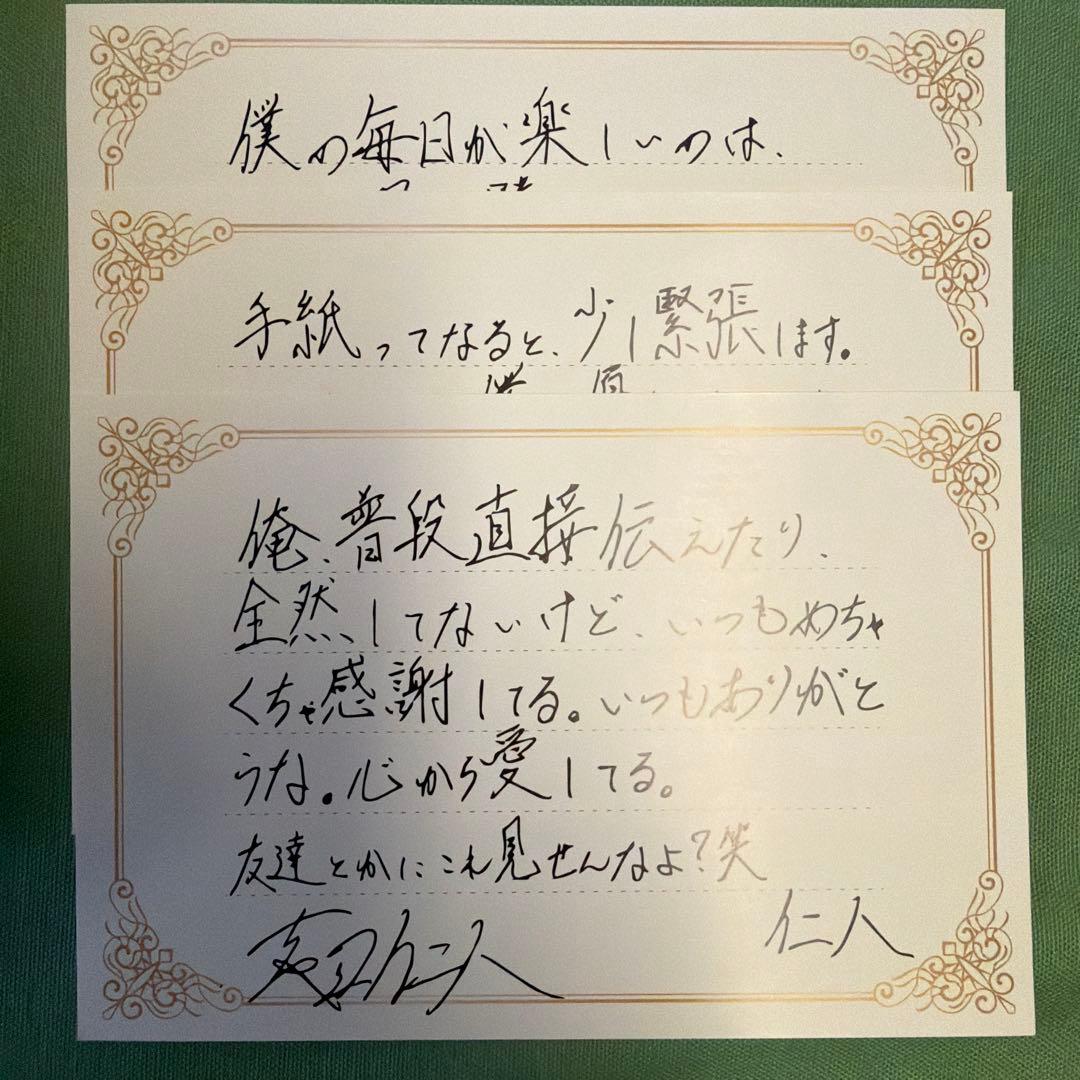 僕の毎日が楽しいのは、
手紙ってなると、少し緊張します。
俺、普段直接伝えたり、
全然してないけど、いつもめちゃ
くちゃ感謝してる。いつもありがと
うな。心から愛してる。
友達とかにこれ見せんなよ?笑
仁人
吉田仁人